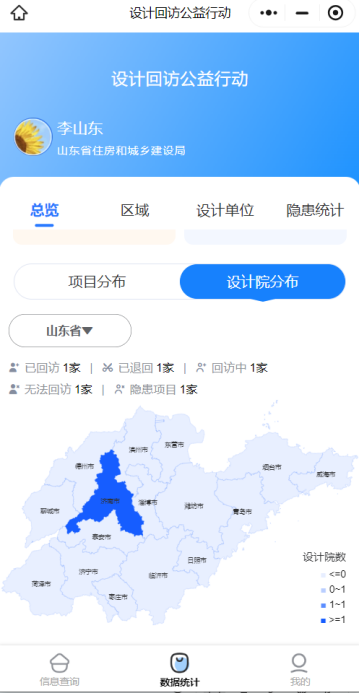 设计回访公益行动
设计回访公益行动
李山东
山东省住房和城乡建设局
总览 区域 设计单位 隐患统计
项目分布 设计院分布
山东省▼
已回访 1家 | 已退回 1家 | 回访中 1家
无法回访 1家 | 隐患项目 1家
滨州市
东营市
德州市
烟台市
威海市
济南市
淄博市
聊城市
潍坊市
青岛市
泰安市
日照市
济宁市
临沂市
菏泽市
枣庄市
设计院数
<=0
0~1
1~1
>=1
信息查询 数据统计 我的